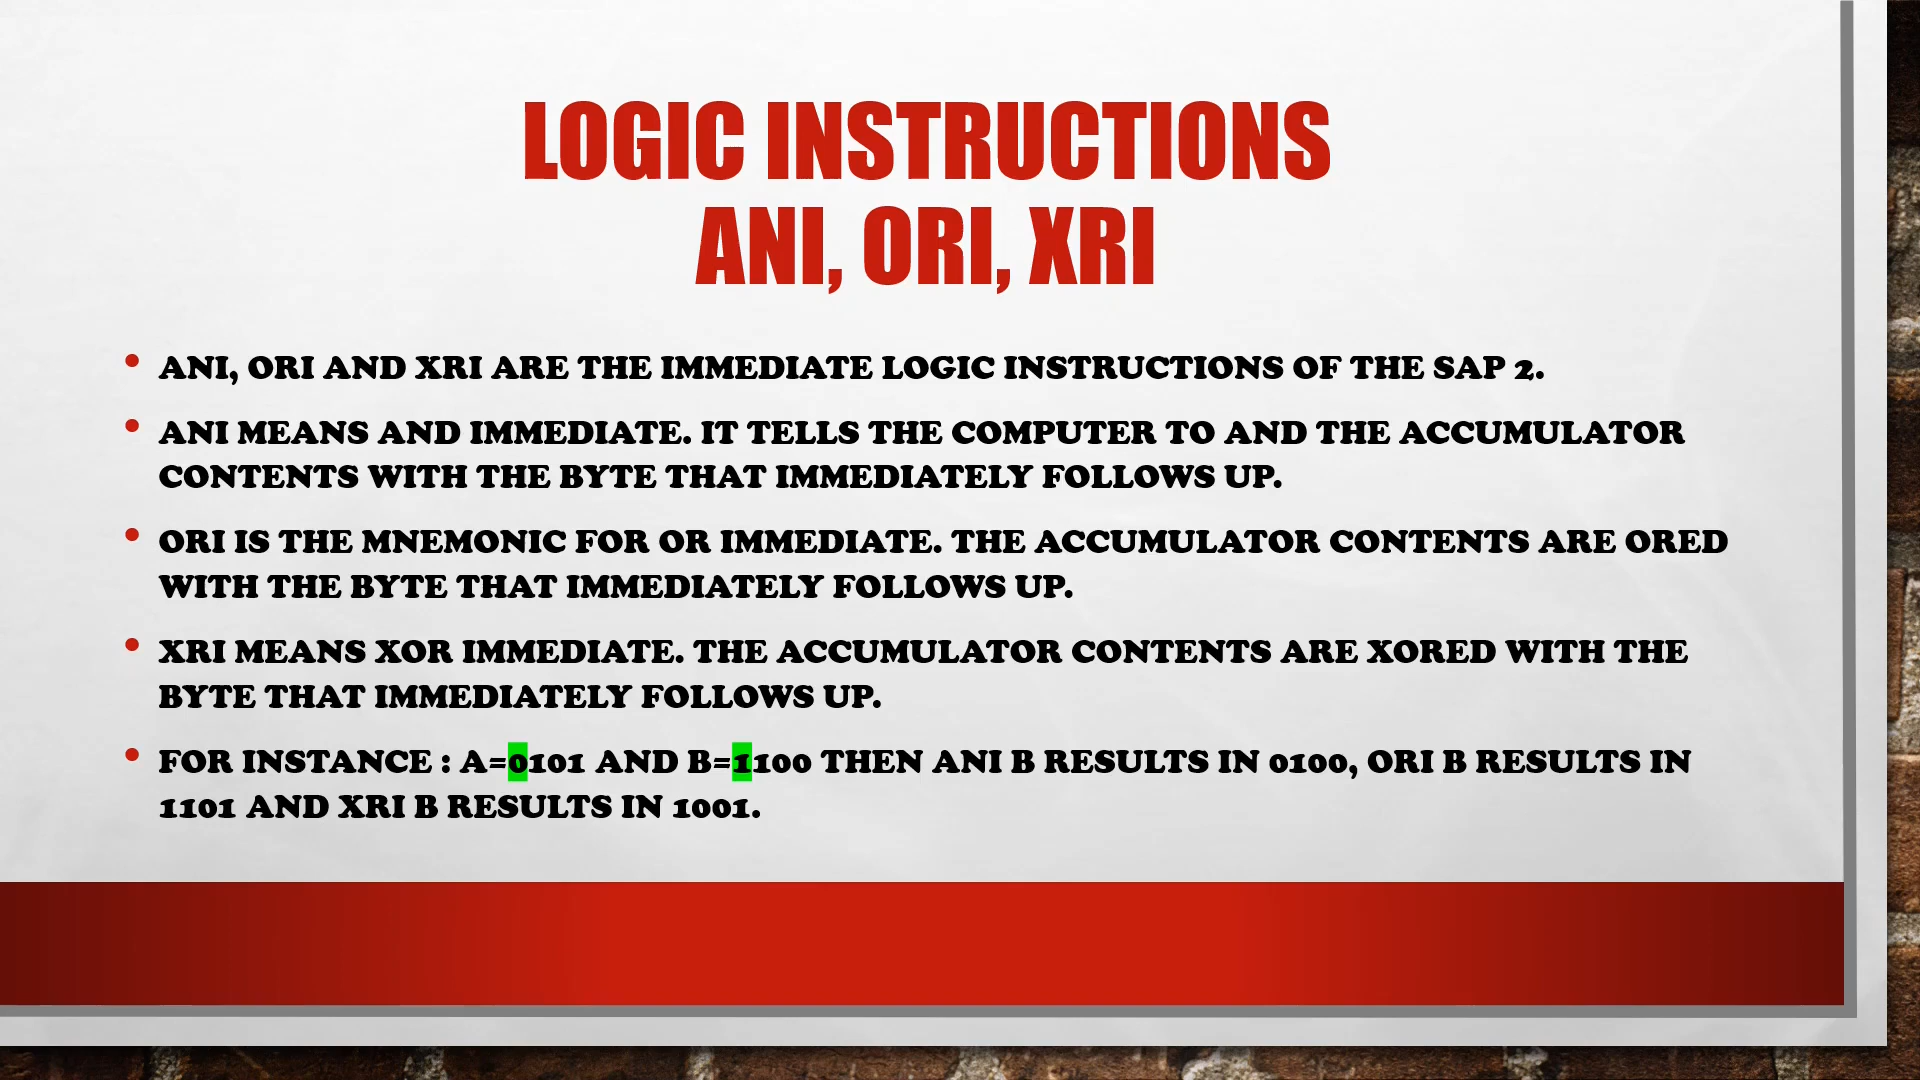 LOGIC INSTRUCTIONS
ANI, ORI, XRI
• ANI, ORI AND XRI ARE THE IMMEDIATE LOGIC INSTRUCTIONS OF THE SAP 2.
• ANI MEANS AND IMMEDIATE. IT TELLS THE COMPUTER TO AND THE ACCUMULATOR
CONTENTS WITH THE BYTE THAT IMMEDIATELY FOLLOWS UP.
• ORI IS THE MNEMONIC FOR OR IMMEDIATE. THE ACCUMULATOR CONTENTS ARE ORED
WITH THE BYTE THAT IMMEDIATELY FOLLOWS UP.
• XRI MEANS XOR IMMEDIATE. THE ACCUMULATOR CONTENTS ARE XORED WITH THE
BYTE THAT IMMEDIATELY FOLLOWS UP.
• FOR INSTANCE : A=0101 AND B=1100 THEN ANI B RESULTS IN 0100, ORI B RESULTS IN
1101 AND XRI B RESULTS IN 1001.